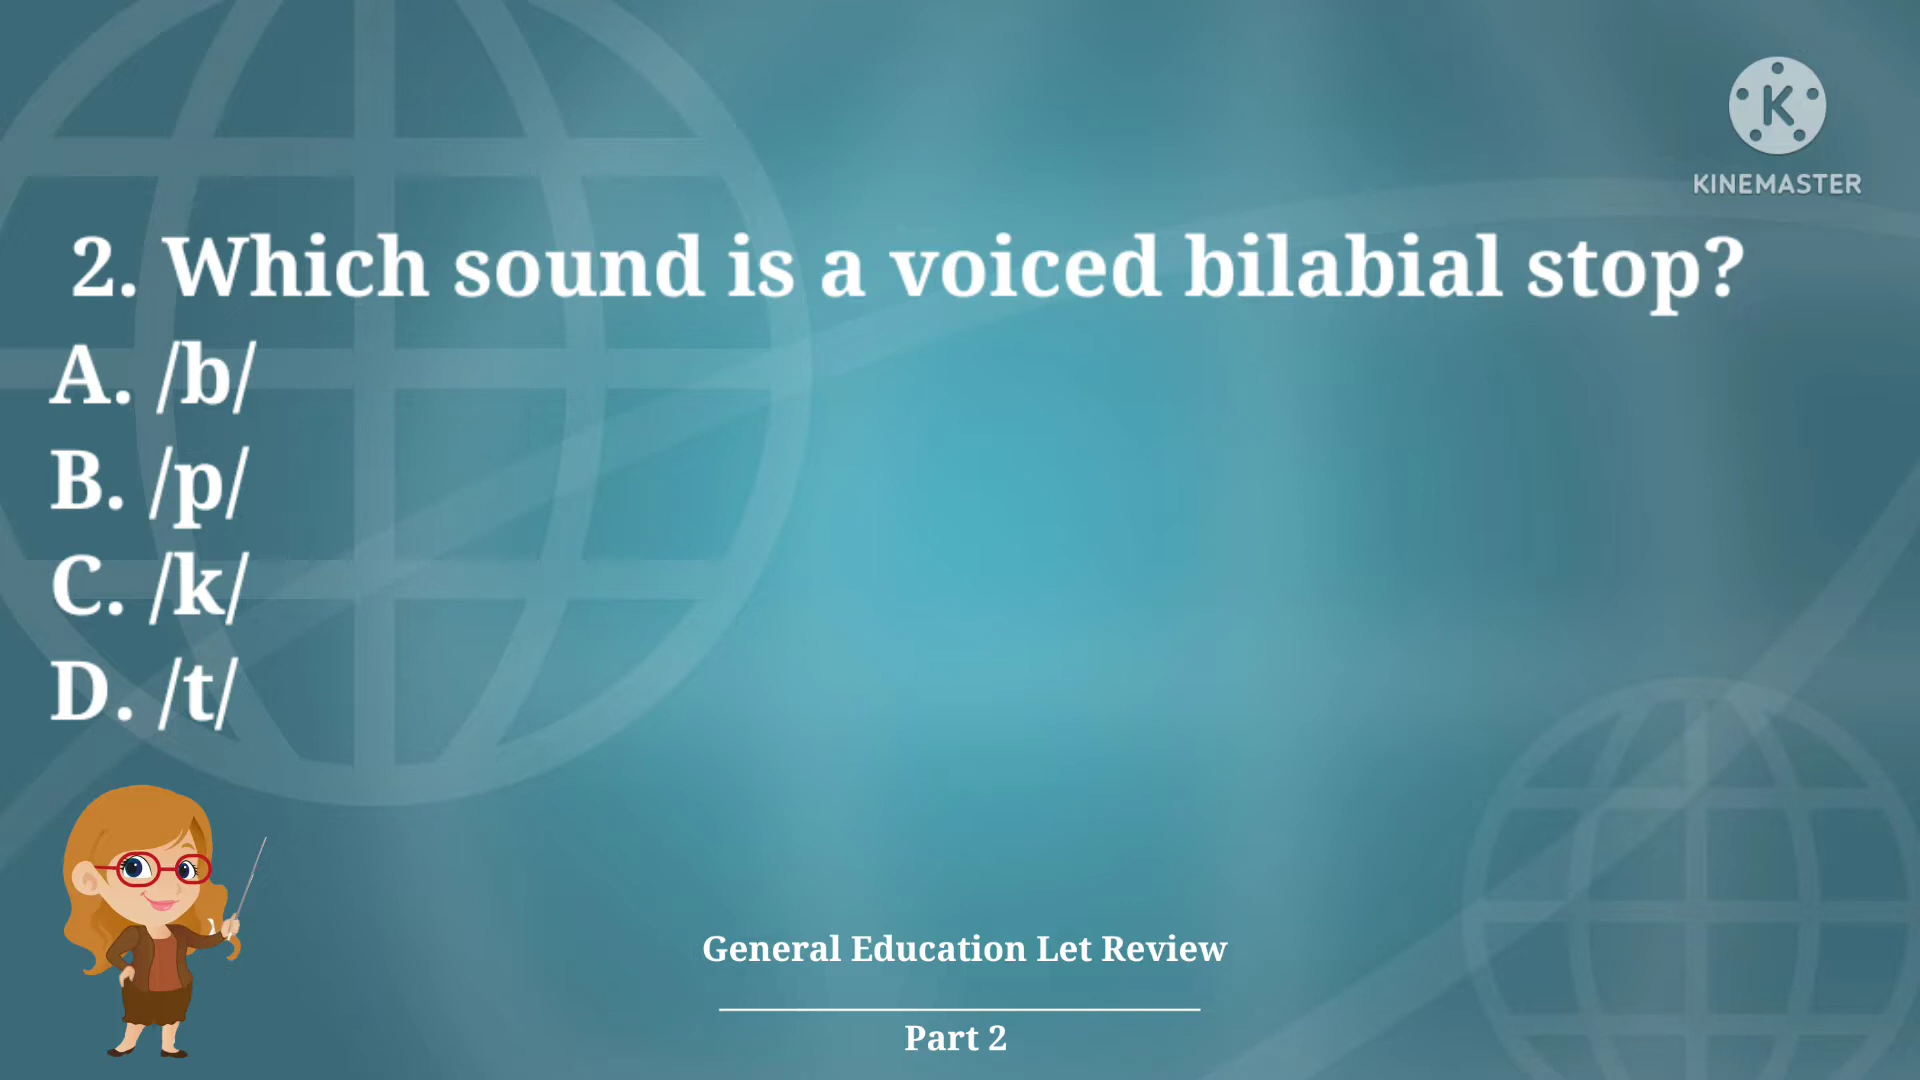 KINEMASTER
2. Which sound is a voiced bilabial stop?
A. /b/
B. /p/
C. /k/
D. /t/
General Education Let Review
Part 2